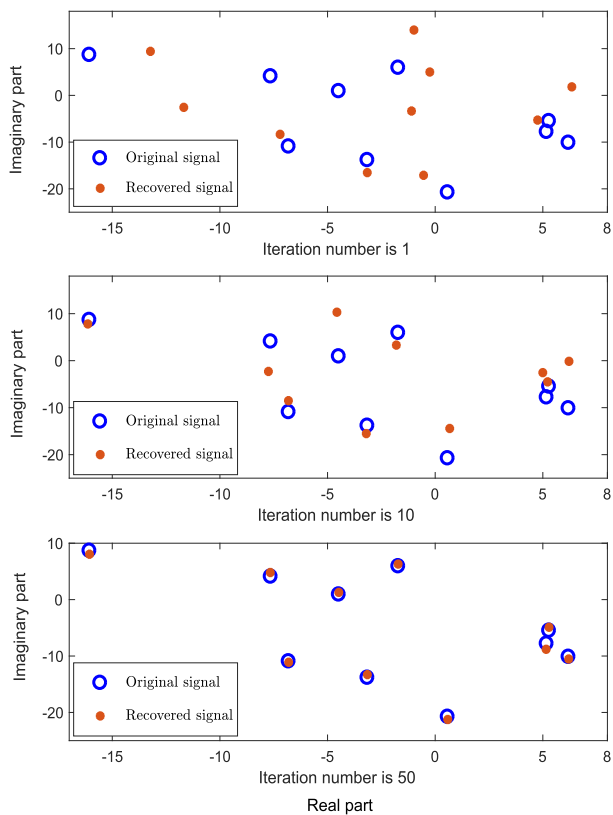 10
0
-10
-20
Imaginary part
Original signal
Recovered signal
-15
-10
-5
0
5
8
Iteration number is 1
10
0
-10
-20
Imaginary part
Original signal
Recovered signal
-15
-10
-5
0
5
8
Iteration number is 10
10
0
-10
-20
Imaginary part
Original signal
Recovered signal
-15
-10
-5
0
5
8
Iteration number is 50
Real part